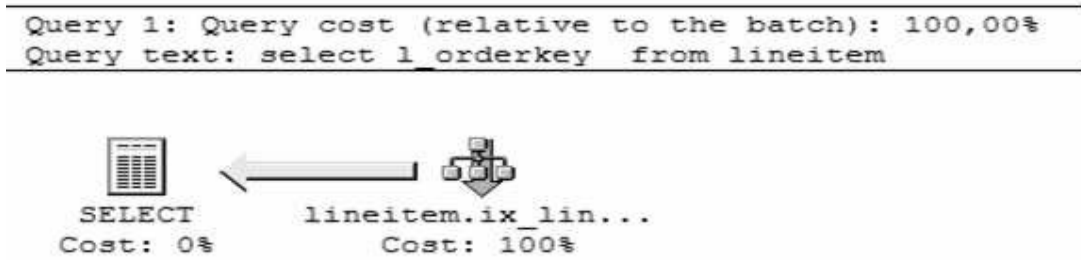 Query 1: Query cost (relative to the batch): 100,00%
Query text: select l_orderkey  from lineitem
SELECT
Cost: 0%
lineitem.ix_lin...
Cost: 100%